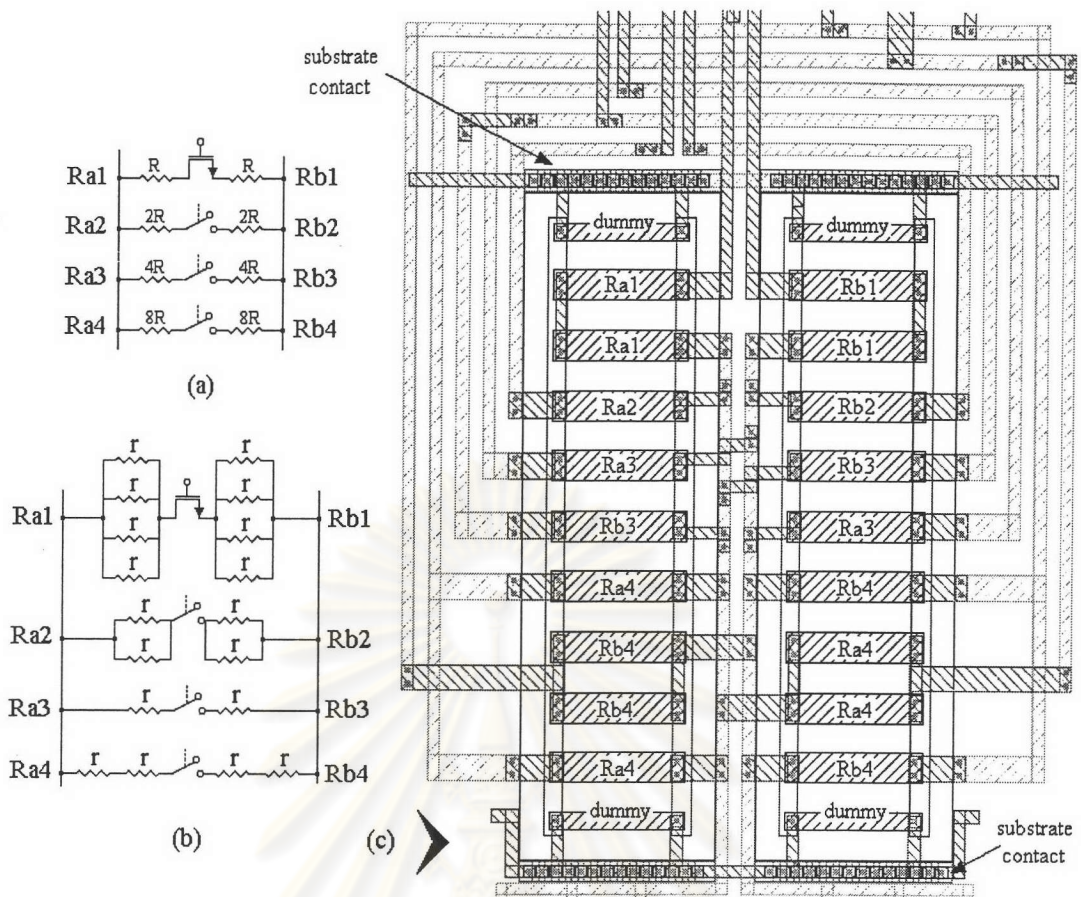 substrate
contact
Ra1 R R Rb1
Ra2 2R 2R Rb2
Ra3 4R 4R Rb3
Ra4 8R 8R Rb4
(a)
r r
r r
Ra1 Rb1
r r
r r
r r
Ra2 Rb2
r r
Ra3 r r Rb3
Ra4 r r r r Rb4
(b)
(c)
dummy dummy
Ra1 Rb1
Ra1 Rb1
Ra2 Rb2
Ra3 Rb3
Rb3 Ra3
Ra4 Rb4
Rb4 Ra4
Rb4 Ra4
Ra4 Rb4
dummy dummy
substrate
contact